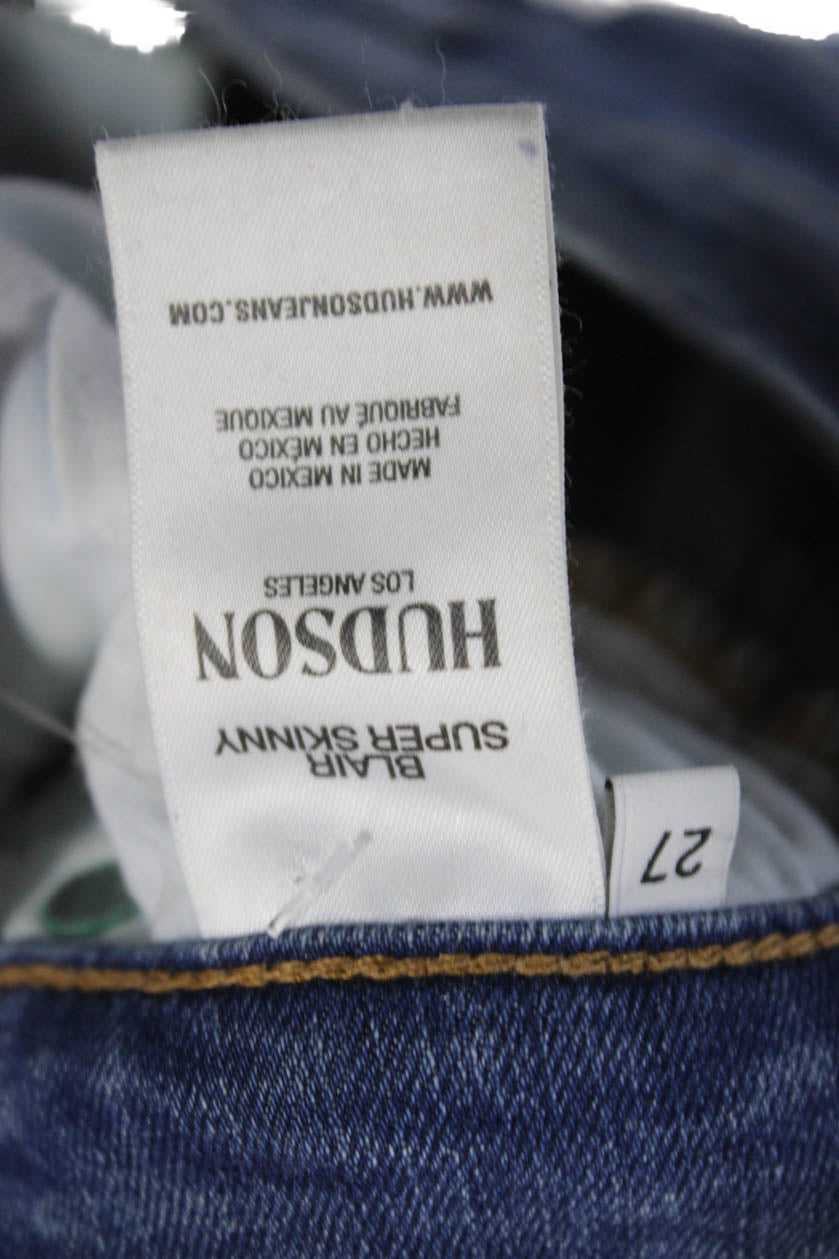 BLAIR
SUPER SKINNY
HUDSON
LOS ANGELES
MADE IN MEXICO
HECHO EN MÉXICO
FABRIQUÉ AU MEXIQUE
WWW.HUDSONJEANS.COM
27